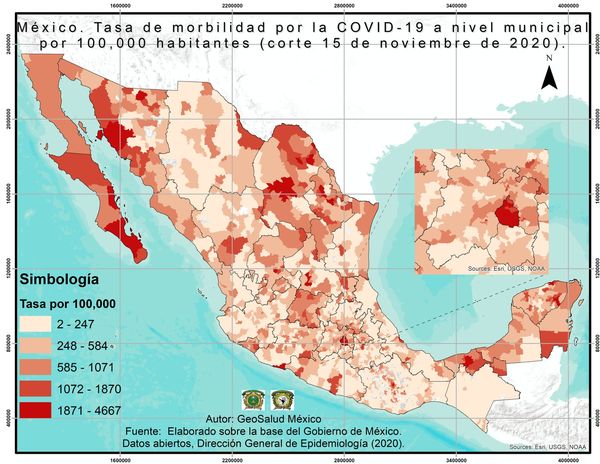 1600000 2200000 2800000 3400000 4000000
México. Tasa de morbilidad por la COVID-19 a nivel municipal
por 100,000 habitantes (corte 15 de noviembre de 2020).
N
2400000
2000000
1600000
1200000
800000
400000
Sources: Esri, USGS, NOAA
Simbología
Tasa por 100,000
2 - 247
248 - 584
585 - 1071
1072 - 1870
1871 - 4667
Autor: GeoSalud México
Fuente: Elaborado sobre la base del Gobierno de México.
Datos abiertos, Dirección General de Epidemiología (2020).
Sources: Esri, USGS, NOAA
1600000 2200000 2800000 3400000 4000000